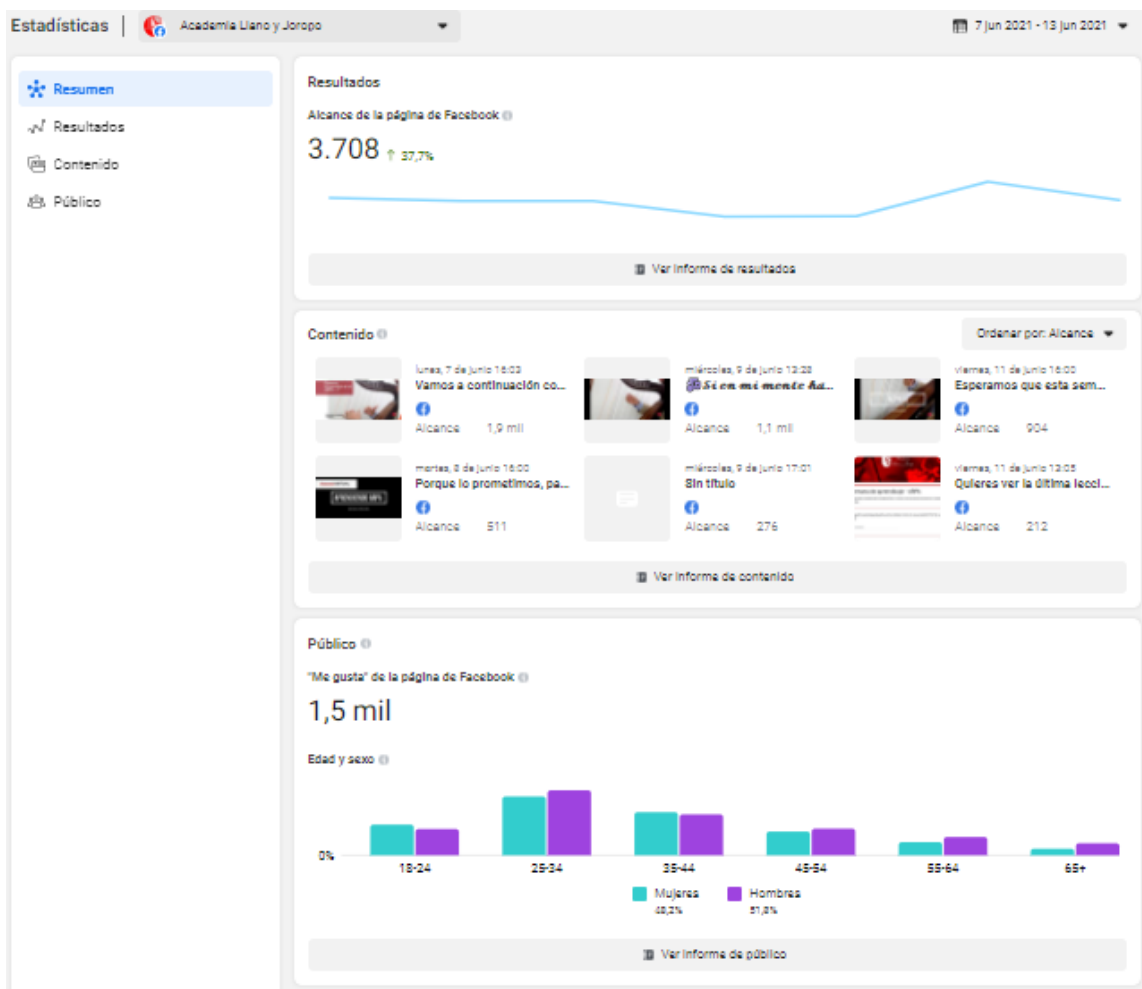 Estadísticas | Academia Llano y Joropo
7 jun 2021 - 13 jun 2021
Resumen
Resultados
Contenido
Público
Resultados
Alcance de la página de Facebook
3.708 ↑ 37,7%
Ver informe de resultados
Contenido
Ordenar por: Alcance
lunes, 7 de junio 16:03
Vamos a continuación co...
Alcance 1,9 mil
miércoles, 9 de junio 13:28
Si en mi mente ha...
Alcance 1,1 mil
viernes, 11 de junio 16:00
Esperamos que esta sem...
Alcance 904
martes, 8 de junio 16:00
Porque lo prometimos, pa...
Alcance 511
miércoles, 9 de junio 17:01
Sin título
Alcance 276
viernes, 11 de junio 12:05
Quieres ver la última lecci...
Alcance 212
Ver informe de contenido
Público
"Me gusta" de la página de Facebook
1,5 mil
Edad y sexo
0%
18-24 25-34 35-44 45-54 55-64 65+
Mujeres Hombres
48,2% 51,8%
Ver informe de público